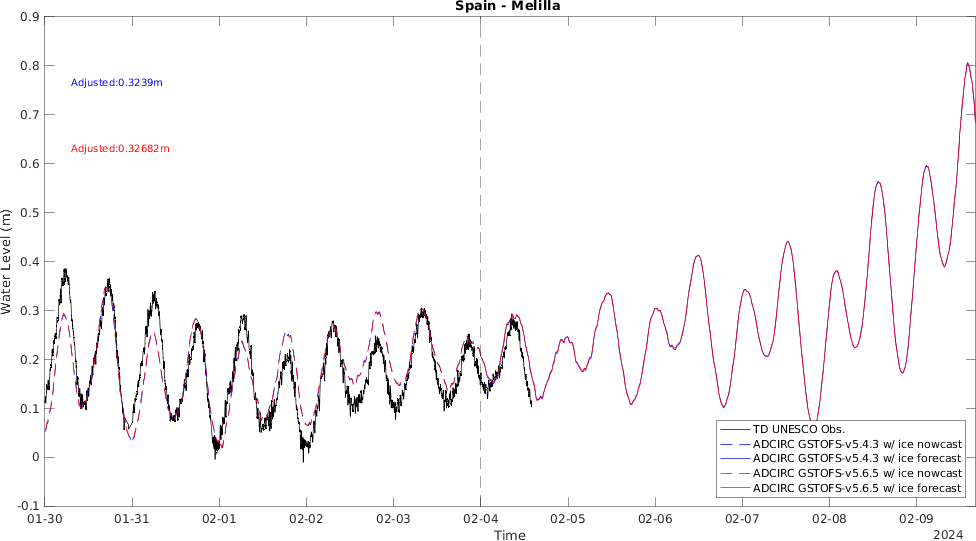 Spain - Melilla
0.9
0.8
0.7
0.6
0.5
0.4
0.3
0.2
0.1
0
-0.1
Water Level (m)
Adjusted:0.3239m
Adjusted:0.32682m
TD UNESCO Obs.
ADCIRC GSTOFS-v5.4.3 w/ ice nowcast
ADCIRC GSTOFS-v5.4.3 w/ ice forecast
ADCIRC GSTOFS-v5.6.5 w/ ice nowcast
ADCIRC GSTOFS-v5.6.5 w/ ice forecast
01-30 01-31 02-01 02-02 02-03 02-04 02-05 02-06 02-07 02-08 02-09
Time
2024